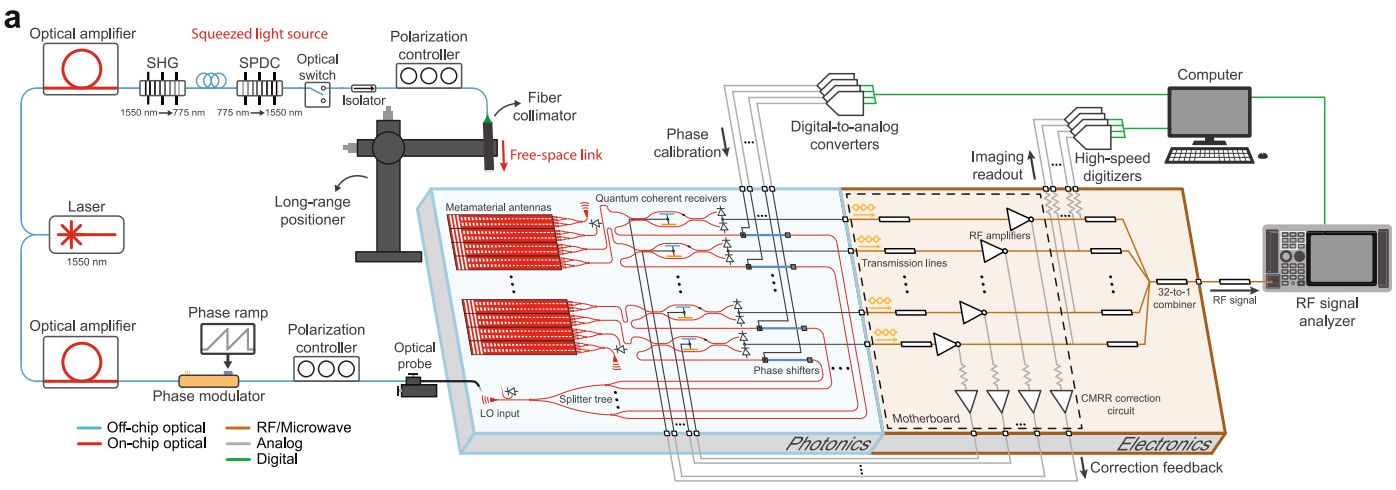 a
Optical amplifier
Squeezed light source
SHG
SPDC
1550 nm → 775 nm
775 nm → 1550 nm
Optical
switch
Isolator
Polarization
controller
Fiber
collimator
Free-space link
Long-range
positioner
Laser
1550 nm
Optical amplifier
Phase ramp
Phase modulator
Polarization
controller
Optical
probe
Off-chip optical
On-chip optical
RF/Microwave
Analog
Digital
Phase
calibration
Digital-to-analog
converters
Computer
Imaging
readout
High-speed
digitizers
Metamaterial antennas
Quantum coherent receivers
Phase shifters
Splitter tree
LO input
Photonics
RF amplifiers
Transmission lines
32-to-1
combiner
RF signal
RF signal
analyzer
CMRR correction
circuit
Motherboard
Electronics
Correction feedback